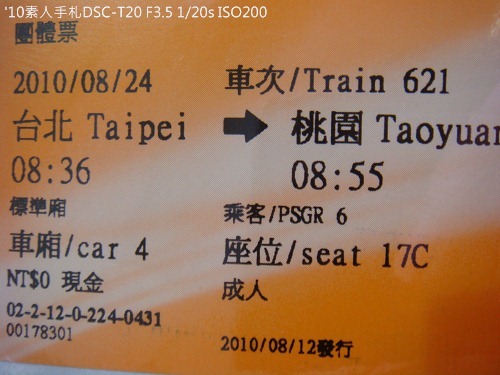 '10素人手札DSC-T20 F3.5 1/20s ISO200
團體票
2010/08/24 車次/Train 621
台北 Taipei → 桃園 Taoyuan
08:36 08:55
標準廂 乘客/PSGR 6
車廂/car 4 座位/seat 17C
NT$0 現金 成人
02-2-12-0-224-0431
00178301 2010/08/12發行